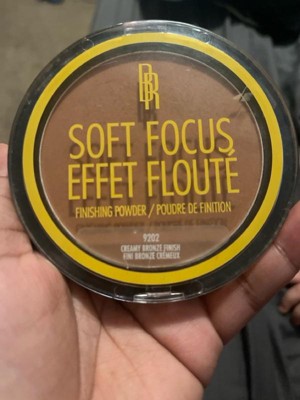 BR
SOFT FOCUS
EFFET FLOUTÉ
FINISHING POWDER / POUDRE DE FINITION
9202
CREAMY BRONZE FINISH
FINI BRONZE CRÉMEUX